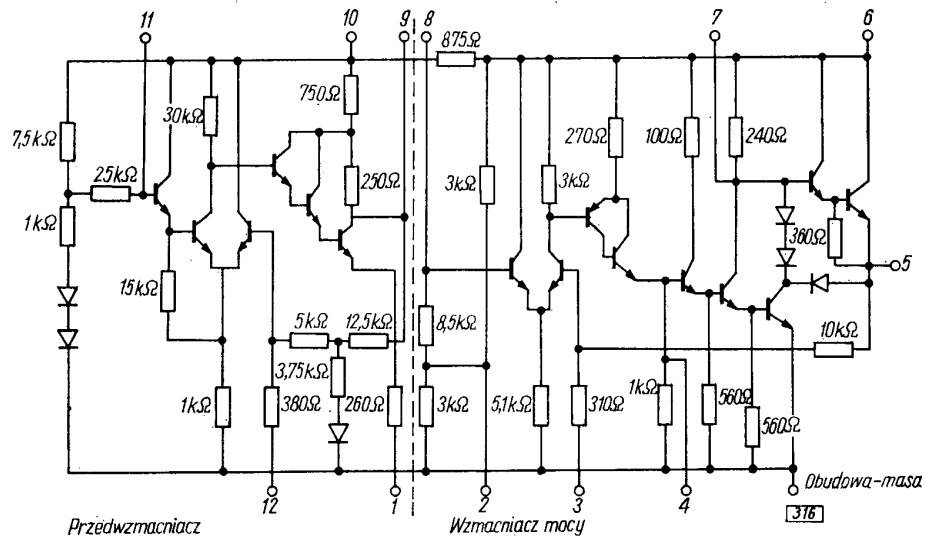 11
10
9
8
7
6
875Ω
7,5kΩ
30kΩ
750Ω
270Ω
100Ω
240Ω
25kΩ
250Ω
3kΩ
3kΩ
1kΩ
360Ω
5
15kΩ
5kΩ
12,5kΩ
8,5kΩ
10kΩ
3,75kΩ
1kΩ
380Ω
260Ω
3kΩ
5,1kΩ
310Ω
1kΩ
560Ω
560Ω
12
1
2
3
4
Obudowa-masa
316
Przedwzmacniacz
Wzmacniacz mocy